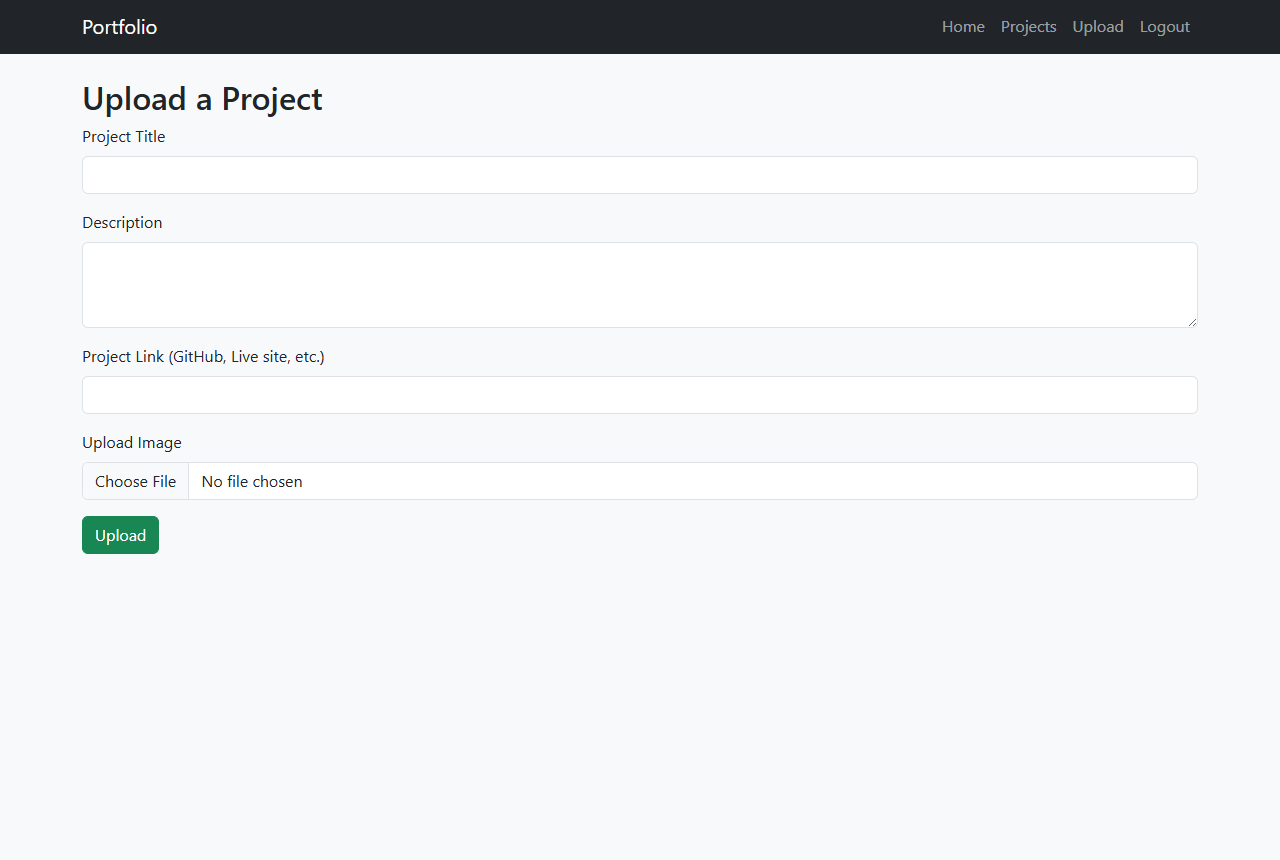 Portfolio Home Projects Upload Logout
Upload a Project
Project Title
Description
Project Link (GitHub, Live site, etc.)
Upload Image
Choose File No file chosen
Upload